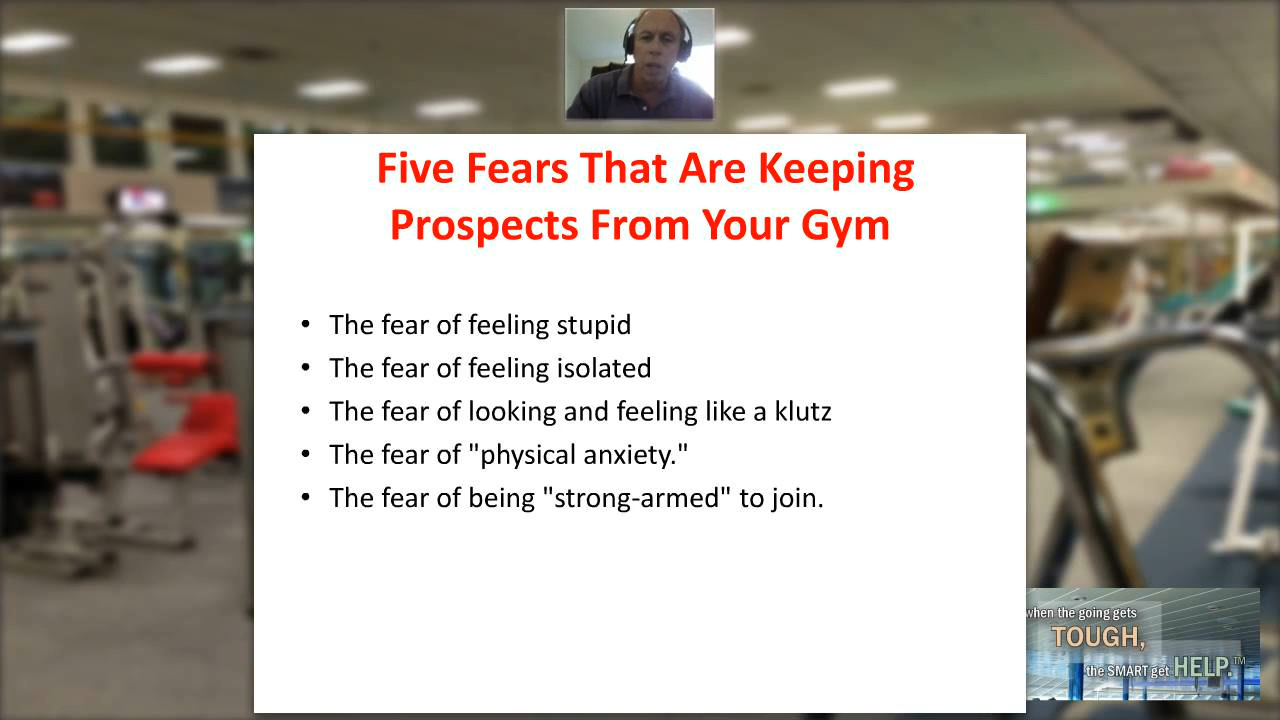 Five Fears That Are Keeping
Prospects From Your Gym
• The fear of feeling stupid
• The fear of feeling isolated
• The fear of looking and feeling like a klutz
• The fear of "physical anxiety."
• The fear of being "strong-armed" to join.
when the going gets
TOUGH,
the SMART get HELP.™